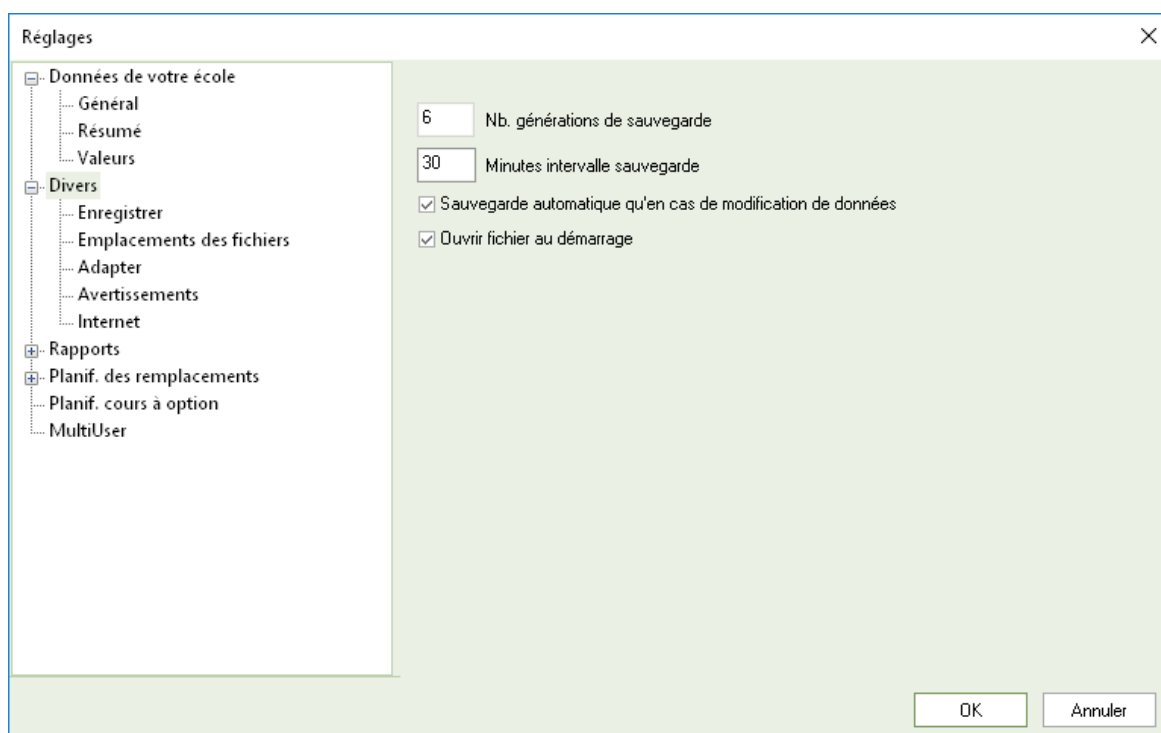 Réglages
Données de votre école
Général
Résumé
Valeurs
Divers
Enregistrer
Emplacements des fichiers
Adapter
Avertissements
Internet
Rapports
Planif. des remplacements
Planif. cours à option
MultiUser
6 Nb. générations de sauvegarde
30 Minutes intervalle sauvegarde
Sauvegarde automatique qu'en cas de modification de données
Ouvrir fichier au démarrage
OK Annuler